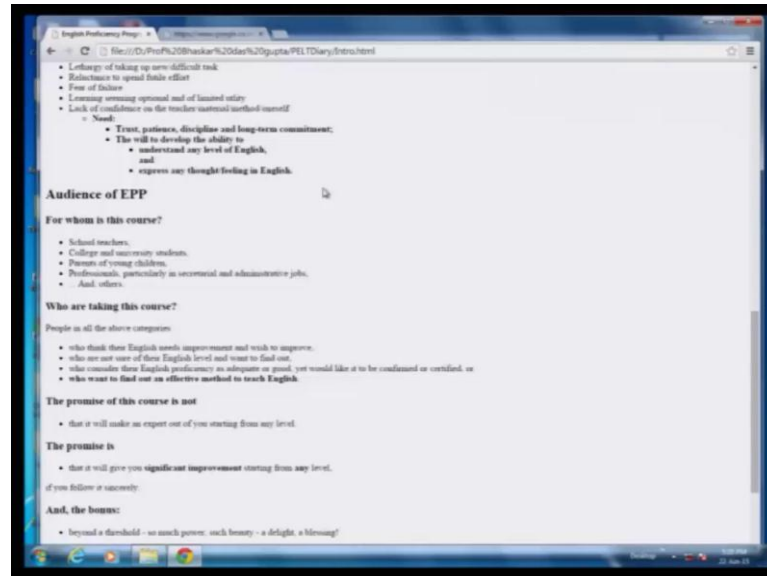 English Proficiency Progr
https://www.google.co
file:///D:/Prof%20Bhaskar%20das%20gupta/PELTDiary/Intro.html
Lethargy of taking up new/difficult task
Reluctance to spend futile effort
Fear of failure
Learning seeming optional and of limited utility
Lack of confidence on the teacher/material/method/oneself
Need:
Trust, patience, discipline and long-term commitment;
The will to develop the ability to
understand any level of English,
and
express any thought/feeling in English.
Audience of EPP
For whom is this course?
School teachers,
College and university students,
Parents of young children,
Professionals, particularly in secretarial and administrative jobs,
... And, others.
Who are taking this course?
People in all the above categories
who think their English needs improvement and wish to improve,
who are not sure of their English level and want to find out,
who consider their English proficiency as adequate or good, yet would like it to be confirmed or certified, or
who want to find out an effective method to teach English.
The promise of this course is not
that it will make an expert out of you starting from any level.
The promise is
that it will give you significant improvement starting from any level,
if you follow it sincerely.
And, the bonus:
beyond a threshold - so much power, such beauty - a delight, a blessing!
Desktop
22-Jun-15